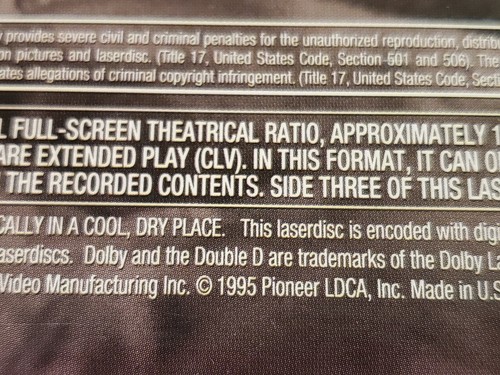 provides severe civil and criminal penalties for the unauthorized reproduction, distrib
on pictures and laserdisc. (Title 17, United States Code, Section 501 and 506). The
ates allegations of criminal copyright infringement. (Title 17, United States Code, Sec
L FULL-SCREEN THEATRICAL RATIO, APPROXIMATELY 1
ARE EXTENDED PLAY (CLV). IN THIS FORMAT, IT CAN O
THE RECORDED CONTENTS. SIDE THREE OF THIS LAS
CALLY IN A COOL, DRY PLACE. This laserdisc is encoded with digi
aserdiscs. Dolby and the Double D are trademarks of the Dolby La
Video Manufacturing Inc. © 1995 Pioneer LDCA, Inc. Made in U.S